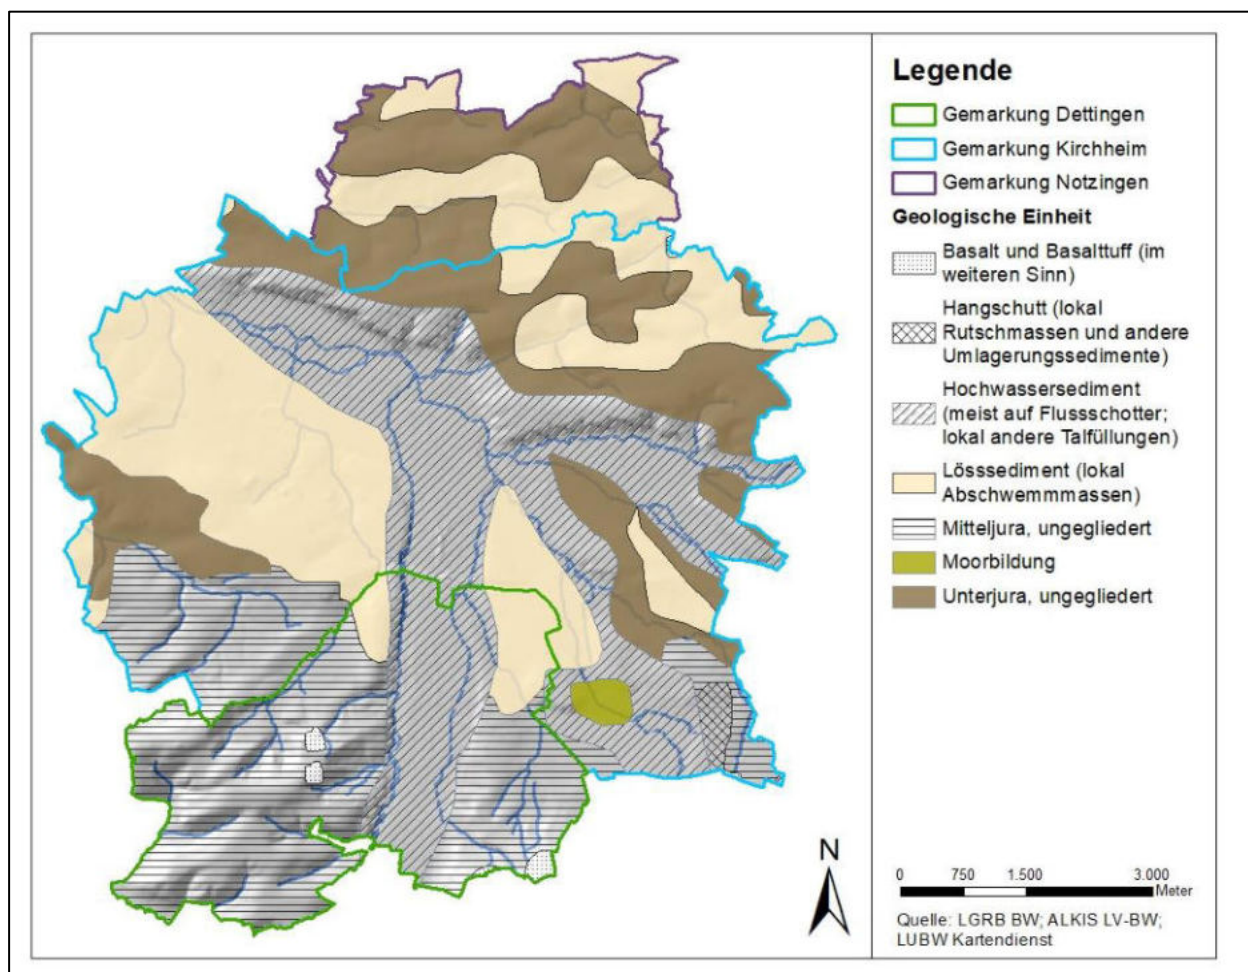 Legende
Gemarkung Dettingen
Gemarkung Kirchheim
Gemarkung Notzingen
Geologische Einheit
Basalt und Basalttuff (im
weiteren Sinn)
Hangschutt (lokal
Rutschmassen und andere
Umlagerungssedimente)
Hochwassersediment
(meist auf Flussschotter;
lokal andere Talfüllungen)
Lösssediment (lokal
Abschwemmmassen)
Mitteljura, ungegliedert
Moorbildung
Unterjura, ungegliedert
N
0 750 1.500 3.000
Meter
Quelle: LGRB BW; ALKIS LV-BW;
LUBW Kartendienst